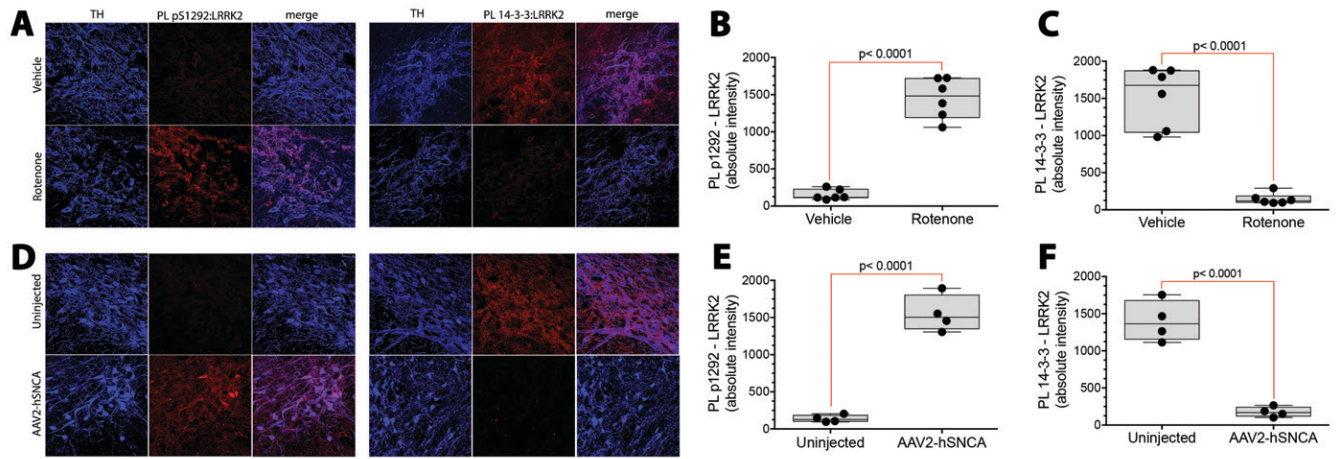 A
TH
PL pS1292:LRRK2
merge
TH
PL 14-3-3:LRRK2
merge
Vehicle
Rotenone
B
PL p1292 - LRRK2
(absolute intensity)
2000
1500
1000
500
0
p< 0.0001
Vehicle
Rotenone
C
PL 14-3-3 - LRRK2
(absolute intensity)
2000
1500
1000
500
0
p< 0.0001
Vehicle
Rotenone
D
Uninjected
AAV2-hSNCA
E
PL p1292 - LRRK2
(absolute intensity)
2000
1500
1000
500
0
p< 0.0001
Uninjected
AAV2-hSNCA
F
PL 14-3-3 - LRRK2
(absolute intensity)
2000
1500
1000
500
0
p< 0.0001
Uninjected
AAV2-hSNCA